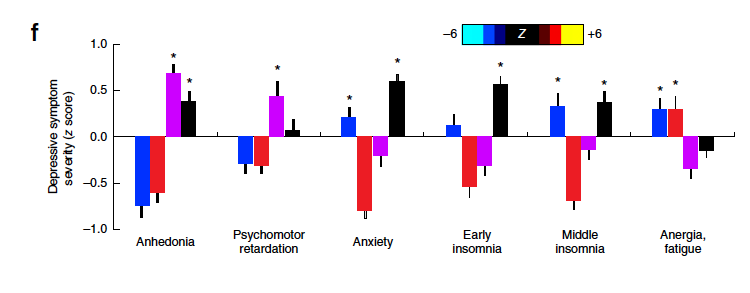 f
−6 Z +6
Depressive symptom
severity (z score)
1.0
0.5
0.0
−0.5
−1.0
* * * * * * * * * * *
Anhedonia
Psychomotor
retardation
Anxiety
Early
insomnia
Middle
insomnia
Anergia,
fatigue